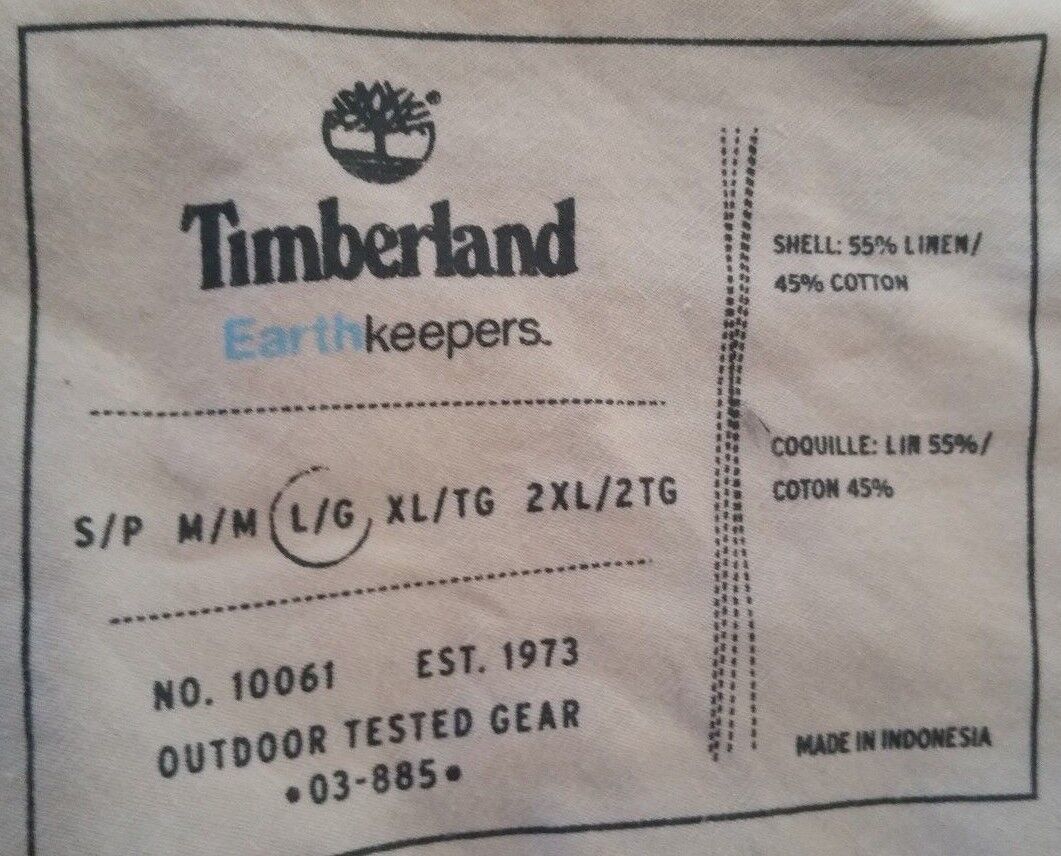 Timberland
Earthkeepers.
S/P M/M L/G XL/TG 2XL/2TG
NO. 10061 EST. 1973
OUTDOOR TESTED GEAR
•03-885•
SHELL: 55% LINEN/
45% COTTON
COQUILLE: LIN 55%/
COTON 45%
MADE IN INDONESIA